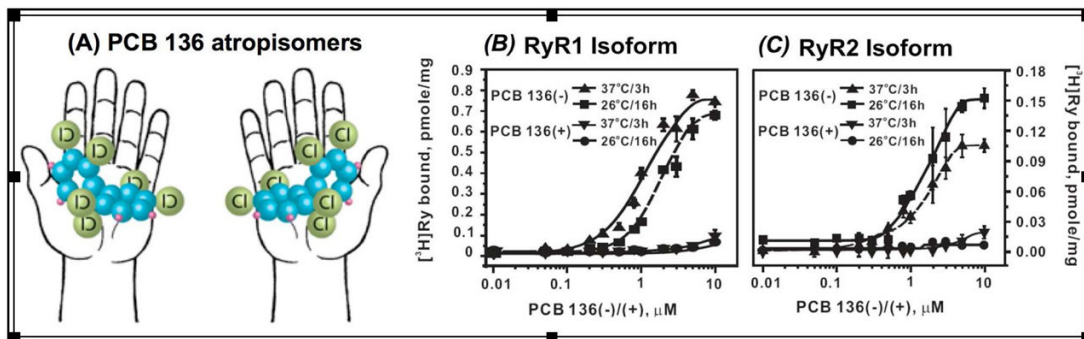 (A) PCB 136 atropisomers
Cl
Cl
Cl
Cl
Cl
Cl
Cl
Cl
Cl
Cl
Cl
Cl
(B) RyR1 Isoform
[³H]Ry bound, pmole/mg
0.9
0.8
0.7
0.6
0.5
0.4
0.3
0.2
0.1
0
PCB 136(-)
37°C/3h
26°C/16h
PCB 136(+)
37°C/3h
26°C/16h
0.01
0.1
1
10
PCB 136(-)/(+), μM
(C) RyR2 Isoform
PCB 136(-)
37°C/3h
26°C/16h
PCB 136(+)
37°C/3h
26°C/16h
0.18
0.15
0.12
0.09
0.06
0.03
0.00
[³H]Ry bound, pmole/mg
0.01
0.1
1
10
PCB 136(-)/(+), μM